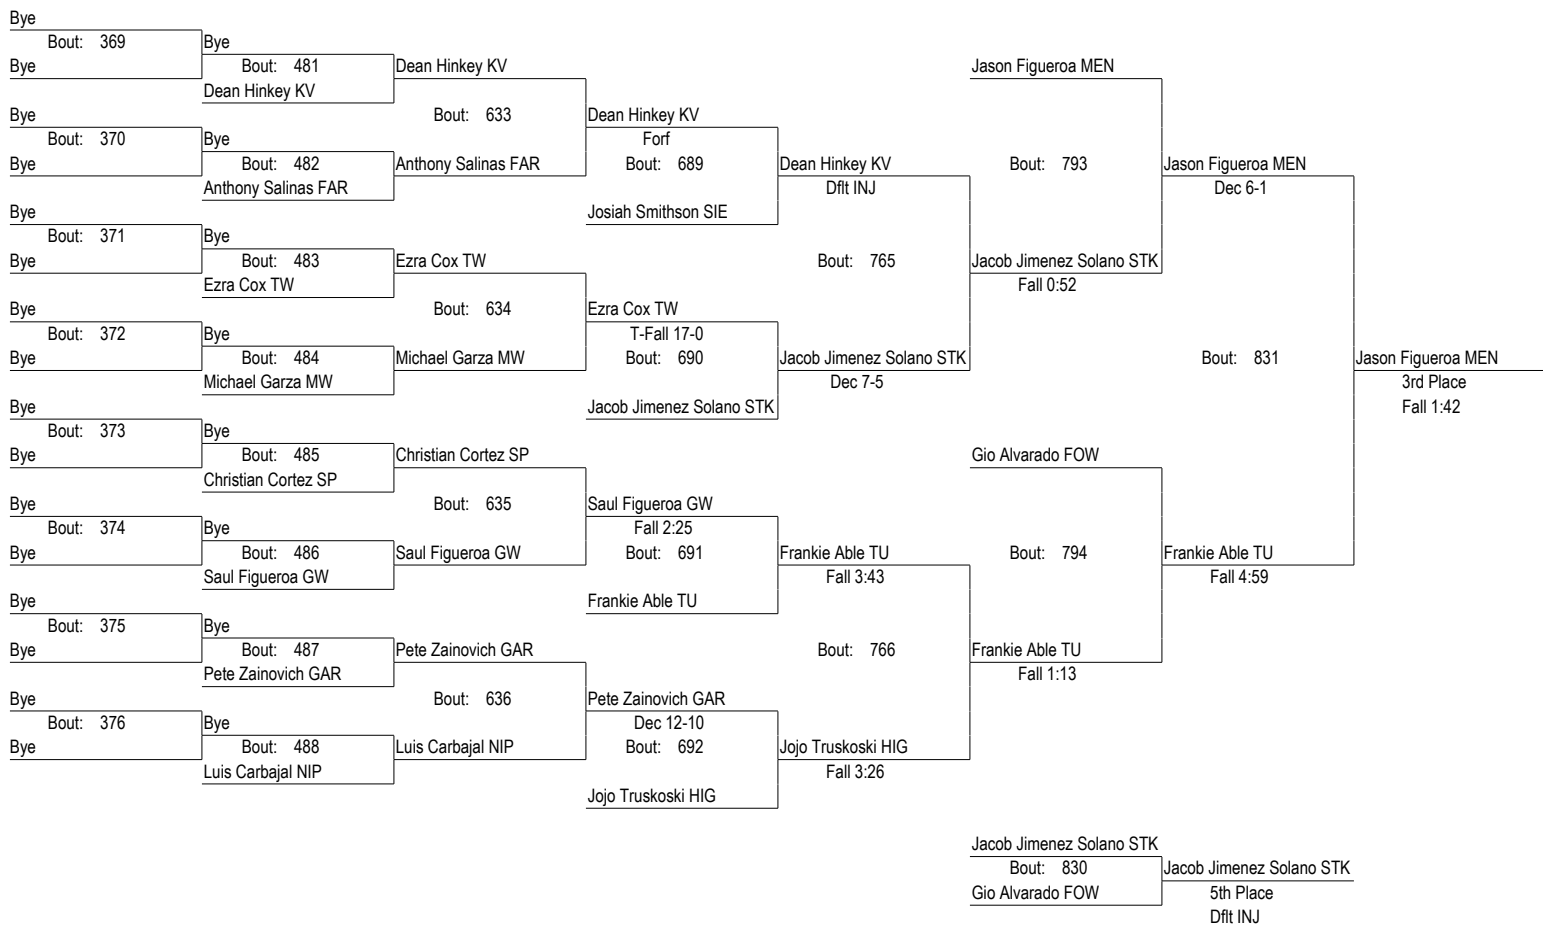 Bye
Bout: 369
Bye
Bye
Bout: 481
Dean Hinkey KV
Dean Hinkey KV
Jason Figueroa MEN
Bye
Bout: 370
Bye
Bye
Bout: 482
Anthony Salinas FAR
Bout: 633
Anthony Salinas FAR
Dean Hinkey KV
Forf
Bout: 689
Josiah Smithson SIE
Dean Hinkey KV
Dflt INJ
Bout: 793
Jason Figueroa MEN
Dec 6-1
Bye
Bout: 371
Bye
Bye
Bout: 483
Ezra Cox TW
Ezra Cox TW
Bout: 765
Jacob Jimenez Solano STK
Fall 0:52
Bye
Bout: 372
Bye
Bye
Bout: 484
Michael Garza MW
Bout: 634
Michael Garza MW
Ezra Cox TW
T-Fall 17-0
Bout: 690
Jacob Jimenez Solano STK
Jacob Jimenez Solano STK
Dec 7-5
Bout: 831
Jason Figueroa MEN
3rd Place
Fall 1:42
Bye
Bout: 373
Bye
Bye
Bout: 485
Christian Cortez SP
Christian Cortez SP
Gio Alvarado FOW
Bye
Bout: 374
Bye
Bye
Bout: 486
Saul Figueroa GW
Bout: 635
Saul Figueroa GW
Saul Figueroa GW
Fall 2:25
Bout: 691
Frankie Able TU
Frankie Able TU
Fall 3:43
Bout: 794
Frankie Able TU
Fall 4:59
Bye
Bout: 375
Bye
Bye
Bout: 487
Pete Zainovich GAR
Pete Zainovich GAR
Bout: 766
Frankie Able TU
Fall 1:13
Bye
Bout: 376
Bye
Bye
Bout: 488
Luis Carbajal NIP
Bout: 636
Luis Carbajal NIP
Pete Zainovich GAR
Dec 12-10
Bout: 692
Jojo Truskoski HIG
Jojo Truskoski HIG
Fall 3:26
Jacob Jimenez Solano STK
Bout: 830
Gio Alvarado FOW
Jacob Jimenez Solano STK
5th Place
Dflt INJ